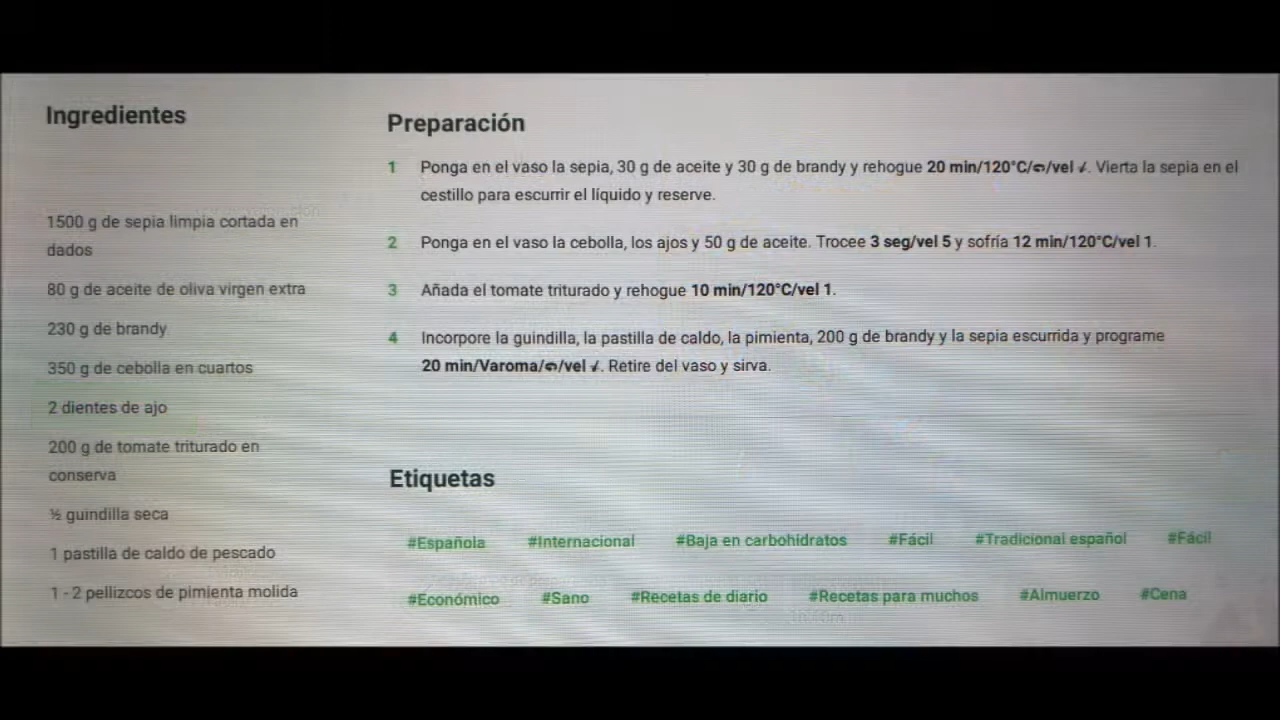 Ingredientes
1500 g de sepia limpia cortada en
dados
80 g de aceite de oliva virgen extra
230 g de brandy
350 g de cebolla en cuartos
2 dientes de ajo
200 g de tomate triturado en
conserva
½ guindilla seca
1 pastilla de caldo de pescado
1 - 2 pellizcos de pimienta molida
Preparación
1 Ponga en el vaso la sepia, 30 g de aceite y 30 g de brandy y rehogue 20 min/120°C//vel . Vierta la sepia en el
cestillo para escurrir el líquido y reserve.
2 Ponga en el vaso la cebolla, los ajos y 50 g de aceite. Trocee 3 seg/vel 5 y sofría 12 min/120°C/vel 1.
3 Añada el tomate triturado y rehogue 10 min/120°C/vel 1.
4 Incorpore la guindilla, la pastilla de caldo, la pimienta, 200 g de brandy y la sepia escurrida y programe
20 min/Varoma//vel . Retire del vaso y sirva.
Etiquetas
#Española #Internacional #Baja en carbohidratos #Fácil #Tradicional español #Fácil
#Económico #Sano #Recetas de diario #Recetas para muchos #Almuerzo #Cena